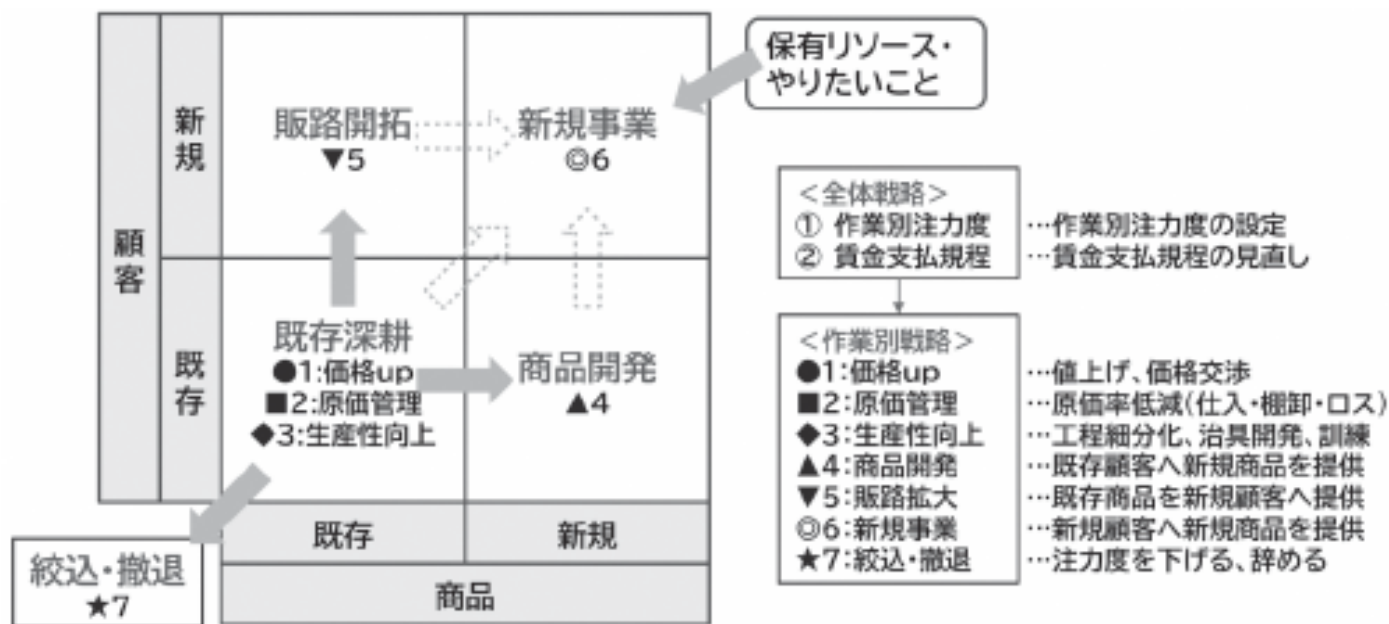 保有リソース・
やりたいこと
顧客
新規
販路開拓
▼5
新規事業
◎6
既存
既存深耕
●1:価格up
■2:原価管理
◆3:生産性向上
商品開発
▲4
絞込・撤退
★7
既存
新規
商品
＜全体戦略＞
① 作業別注力度 …作業別注力度の設定
② 賃金支払規程 …賃金支払規程の見直し
＜作業別戦略＞
●1:価格up …値上げ、価格交渉
■2:原価管理 …原価率低減(仕入・棚卸・ロス)
◆3:生産性向上 …工程細分化、治具開発、訓練
▲4:商品開発 …既存顧客へ新規商品を提供
▼5:販路拡大 …既存商品を新規顧客へ提供
◎6:新規事業 …新規顧客へ新規商品を提供
★7:絞込・撤退 …注力度を下げる、辞める